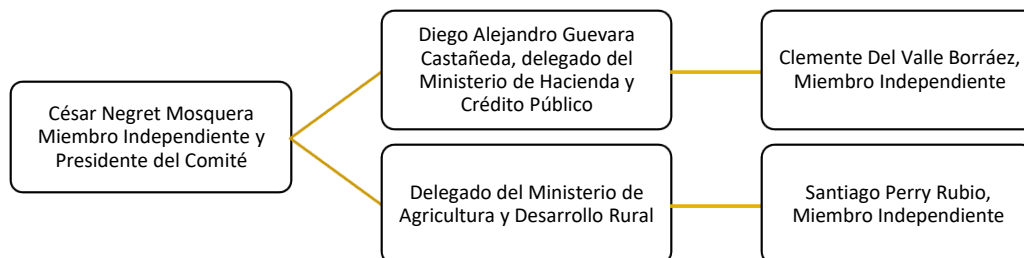 César Negret Mosquera
Miembro Independiente y
Presidente del Comité
Diego Alejandro Guevara
Castañeda, delegado del
Ministerio de Hacienda y
Crédito Público
Clemente Del Valle Borráez,
Miembro Independiente
Delegado del Ministerio de
Agricultura y Desarrollo Rural
Santiago Perry Rubio,
Miembro Independiente